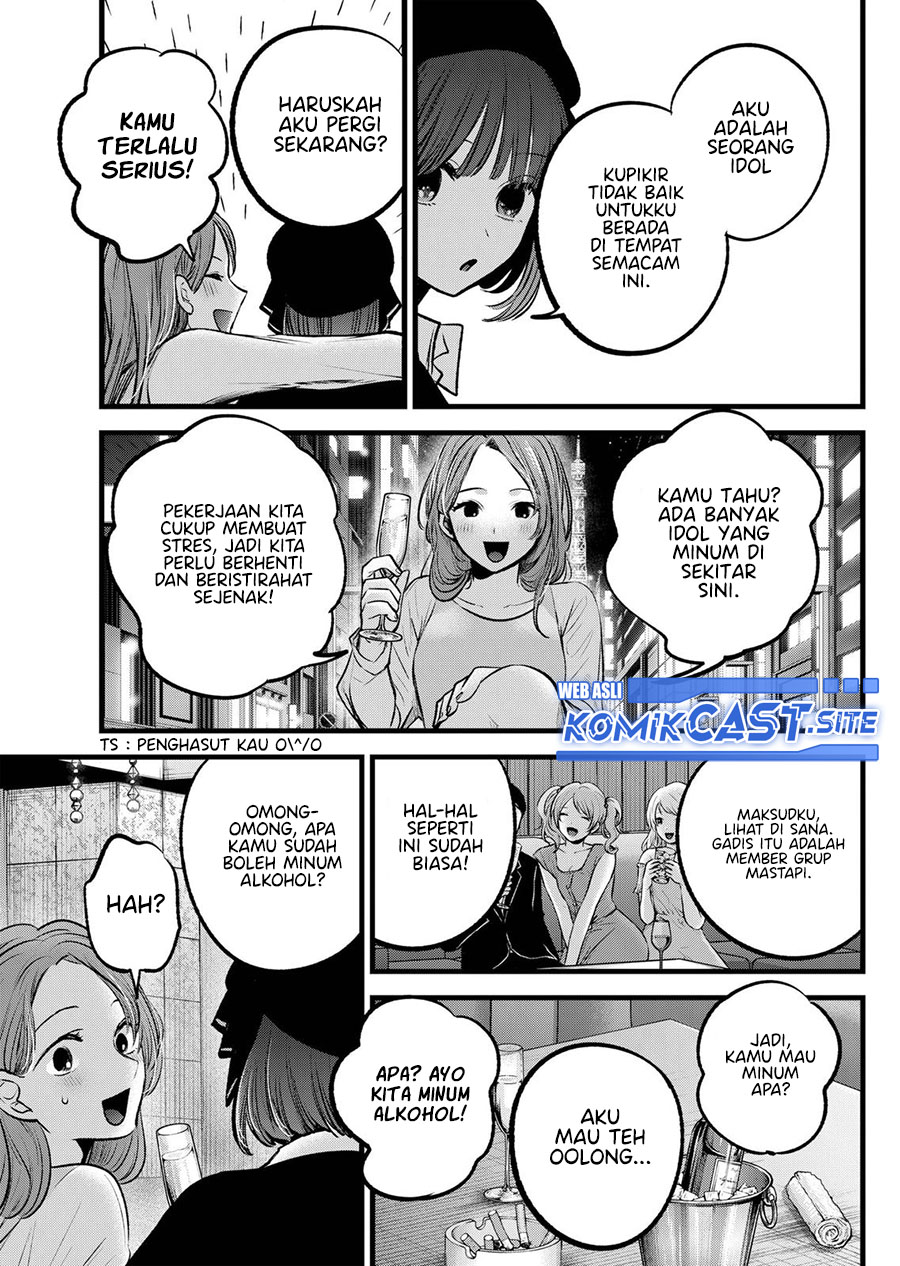 AKU
ADALAH
SEORANG
IDOL
KUPIKIR
TIDAK BAIK
UNTUKKU
BERADA
DI TEMPAT
SEMACAM
INI.
HARUSKAH
AKU PERGI
SEKARANG?
KAMU
TERLALU
SERIUS!
KAMU TAHU?
ADA BANYAK
IDOL YANG
MINUM DI
SEKITAR
SINI.
PEKERJAAN KITA
CUKUP MEMBUAT
STRES, JADI KITA
PERLU BERHENTI
DAN BERISTIRAHAT
SEJENAK!
WEB ASLI
KOMIKCAST.SITE
TS : PENGHASUT KAU O\^/O
MAKSUDKU,
LIHAT DI SANA.
GADIS ITU ADALAH
MEMBER GRUP
MASTAPI.
HAL-HAL
SEPERTI
INI SUDAH
BIASA!
JADI,
KAMU MAU
MINUM
APA?
AKU
MAU TEH
OOLONG...
APA? AYO
KITA MINUM
ALKOHOL!
OMONG-
OMONG, APA
KAMU SUDAH
BOLEH MINUM
ALKOHOL?
HAH?